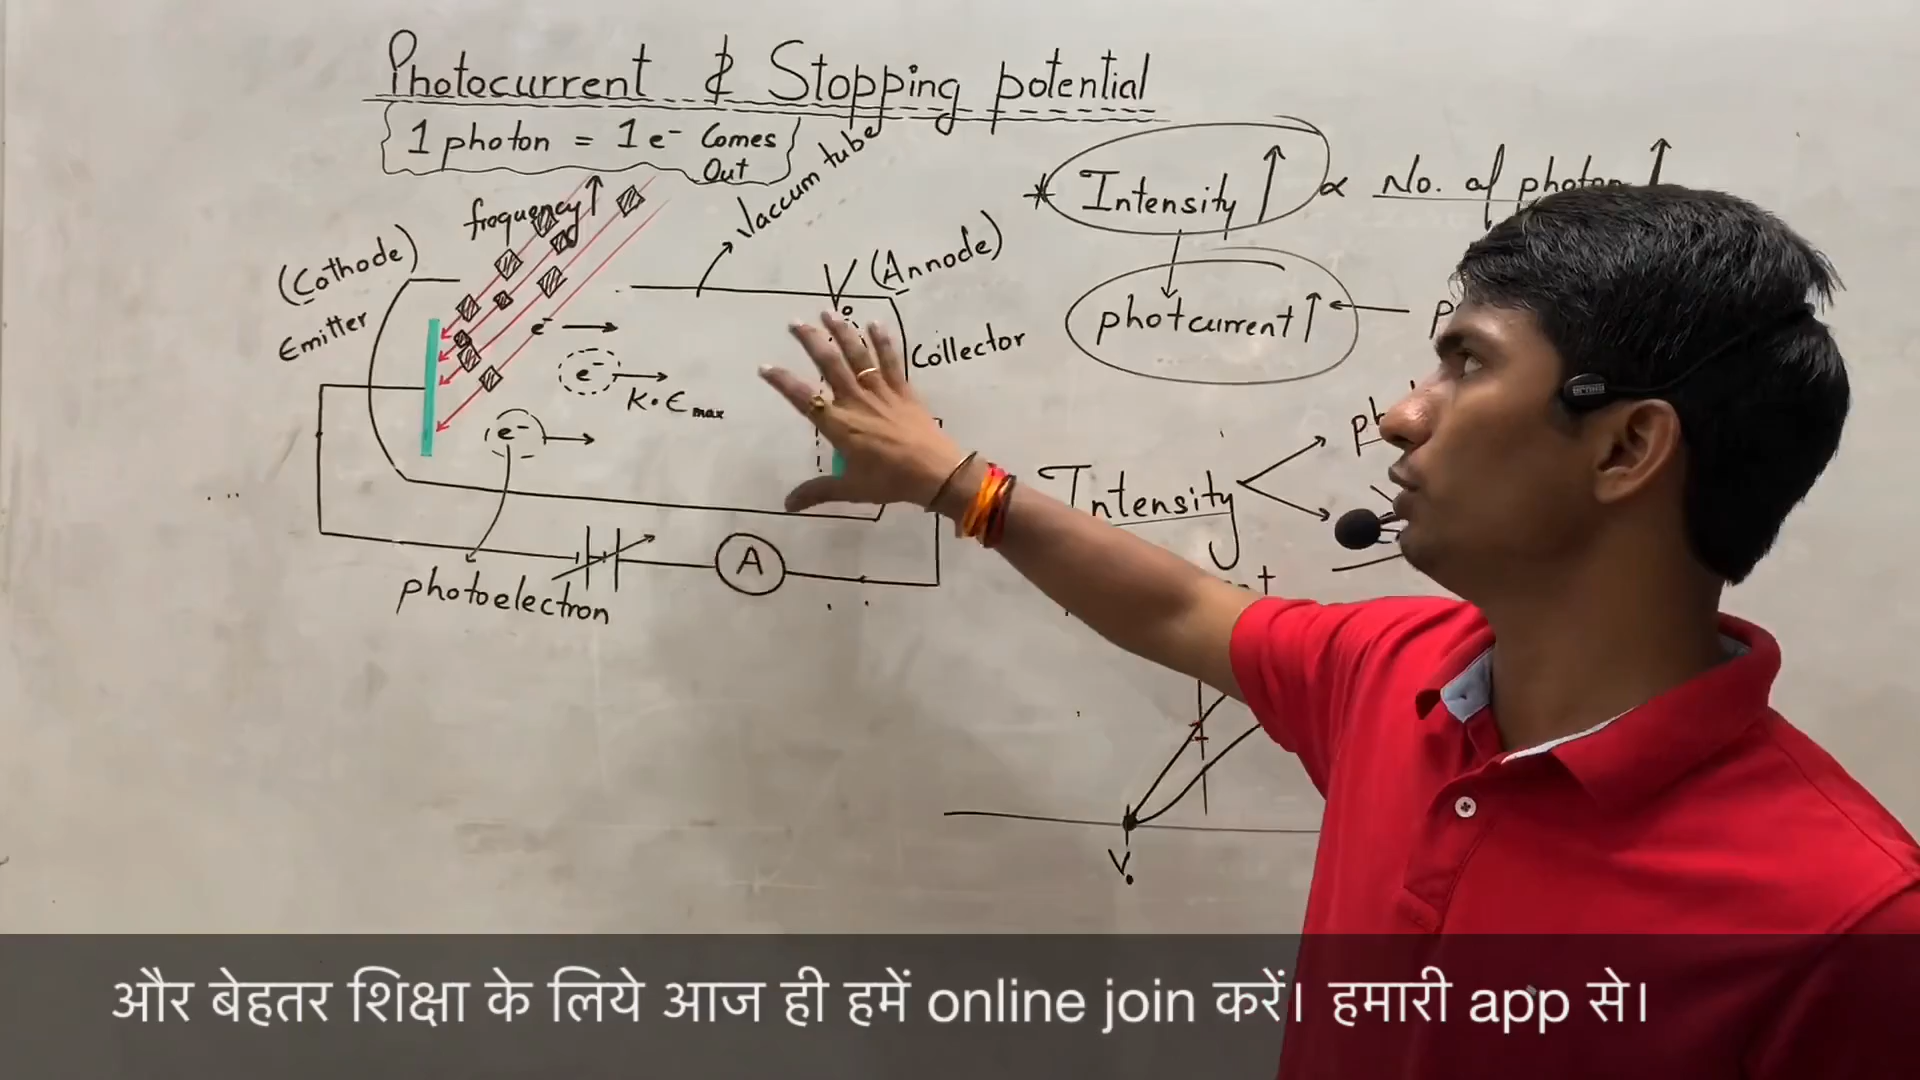 Photocurrent & Stopping potential
1 photon = 1 e⁻ Comes
Out
Vaccum tube
frequency ↑
(Cathode)
Emitter
V (Annode)
Collector
e⁻ →
e⁻ →
K.E max
e⁻ →
photoelectron
A
* Intensity ↑ ∝ No. of photon ↑
photcurrent ↑ ←
Intensity
V₀
और बेहतर शिक्षा के लिये आज ही हमें online join करें। हमारी app से।